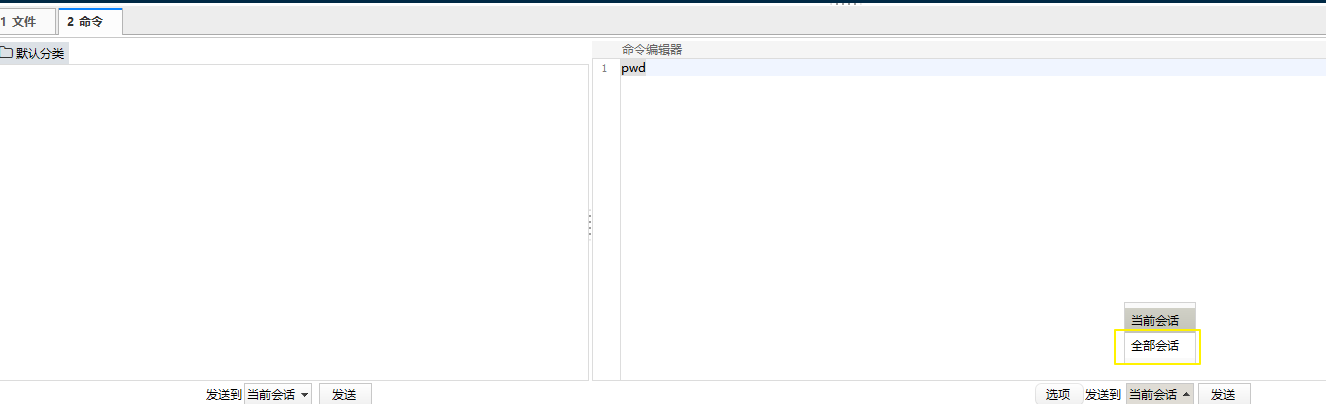 1 文件
2 命令
默认分类
命令编辑器
1
pwd
当前会话
全部会话
发送到 当前会话 发送
选项 发送到 当前会话 发送